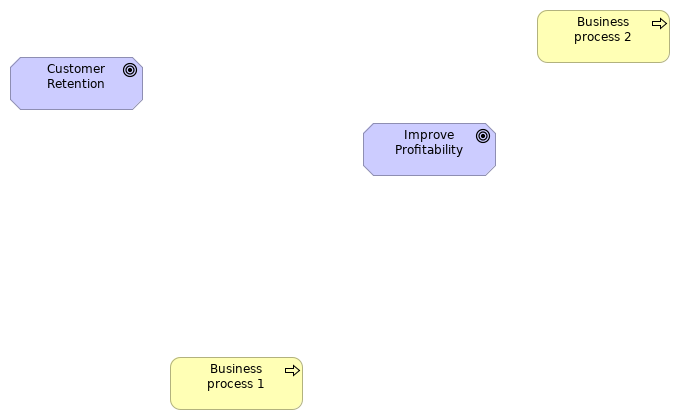 Business
process 2
Customer
Retention
Improve
Profitability
Business
process 1